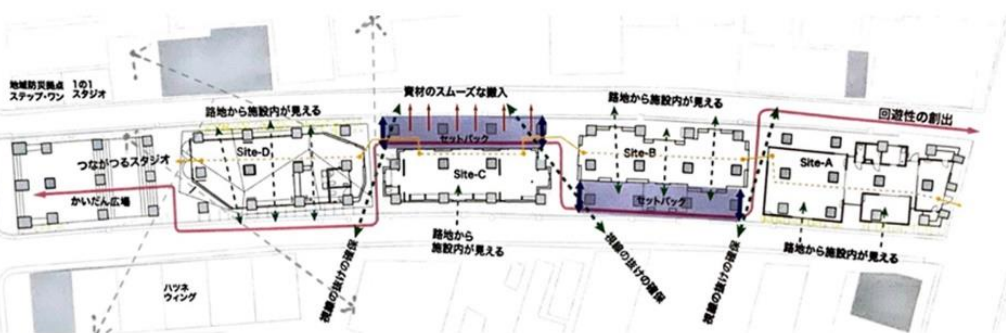 地域防災拠点
ステップ・ワン
1の1
スタジオ
路地から施設内が見える
資材のスムーズな搬入
路地から施設内が見える
回遊性の創出
つながつるスタジオ
Site-D
セットバック
Site-C
Site-B
Site-A
かいだん広場
セットバック
路地から
施設内が見える
路地から施設内が見える
視線の抜けの確保
視線の抜けの確保
視線の抜けの確保
ハツネ
ウィング